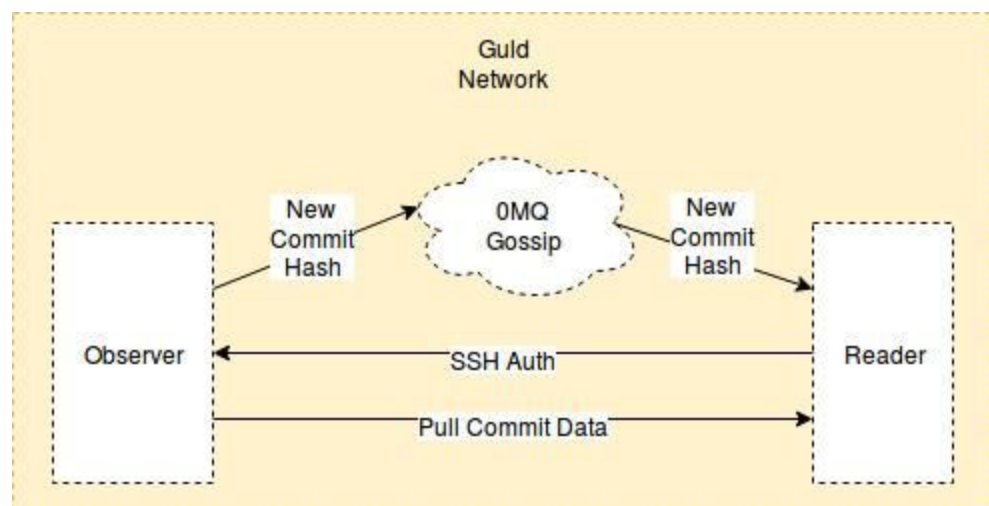 Guld
Network
0MQ
Gossip
New
Commit
Hash
New
Commit
Hash
Observer
SSH Auth
Reader
Pull Commit Data